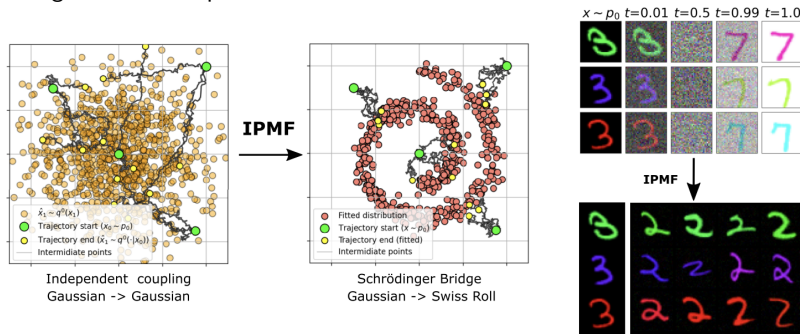 x ~ p₀ t=0.01 t=0.5 t=0.99 t=1.0
IPMF
x̂₁ ~ q⁰(x₁)
Trajectory start (x₀ ~ p₀)
Trajectory end (x̂₁ ~ q⁰(·|x₀))
Intermidiate points
Fitted distribution
Trajectory start (x ~ p₀)
Trajectory end (fitted)
Intermidiate points
IPMF
Independent coupling
Gaussian -> Gaussian
Schrödinger Bridge
Gaussian -> Swiss Roll